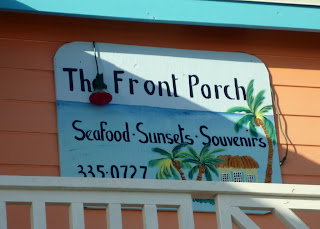 The Front Porch
Seafood · Sunsets · Souvenirs
335·0727